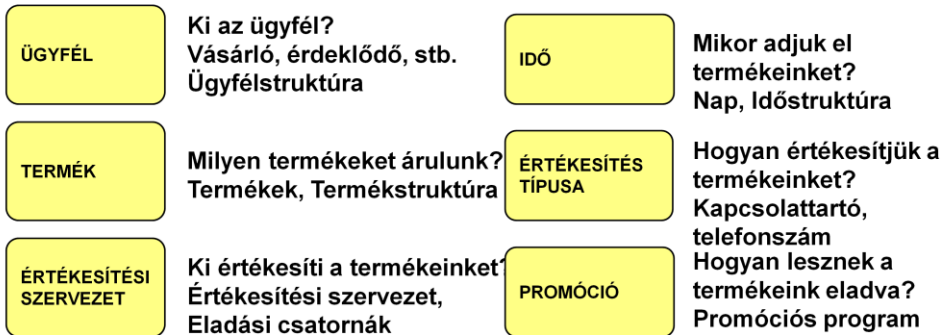 ÜGYFÉL
Ki az ügyfél?
Vásárló, érdeklődő, stb.
Ügyfélstruktúra
TERMÉK
Milyen termékeket árulunk?
Termékek, Termékstruktúra
ÉRTÉKESÍTÉSI
SZERVEZET
Ki értékesíti a termékeinket?
Értékesítési szervezet,
Eladási csatornák
IDŐ
Mikor adjuk el
termékeinket?
Nap, Időstruktúra
ÉRTÉKESÍTÉS
TÍPUSA
Hogyan értékesítjük a
termékeinket?
Kapcsolattartó,
telefonszám
PROMÓCIÓ
Hogyan lesznek a
termékeink eladva?
Promóciós program